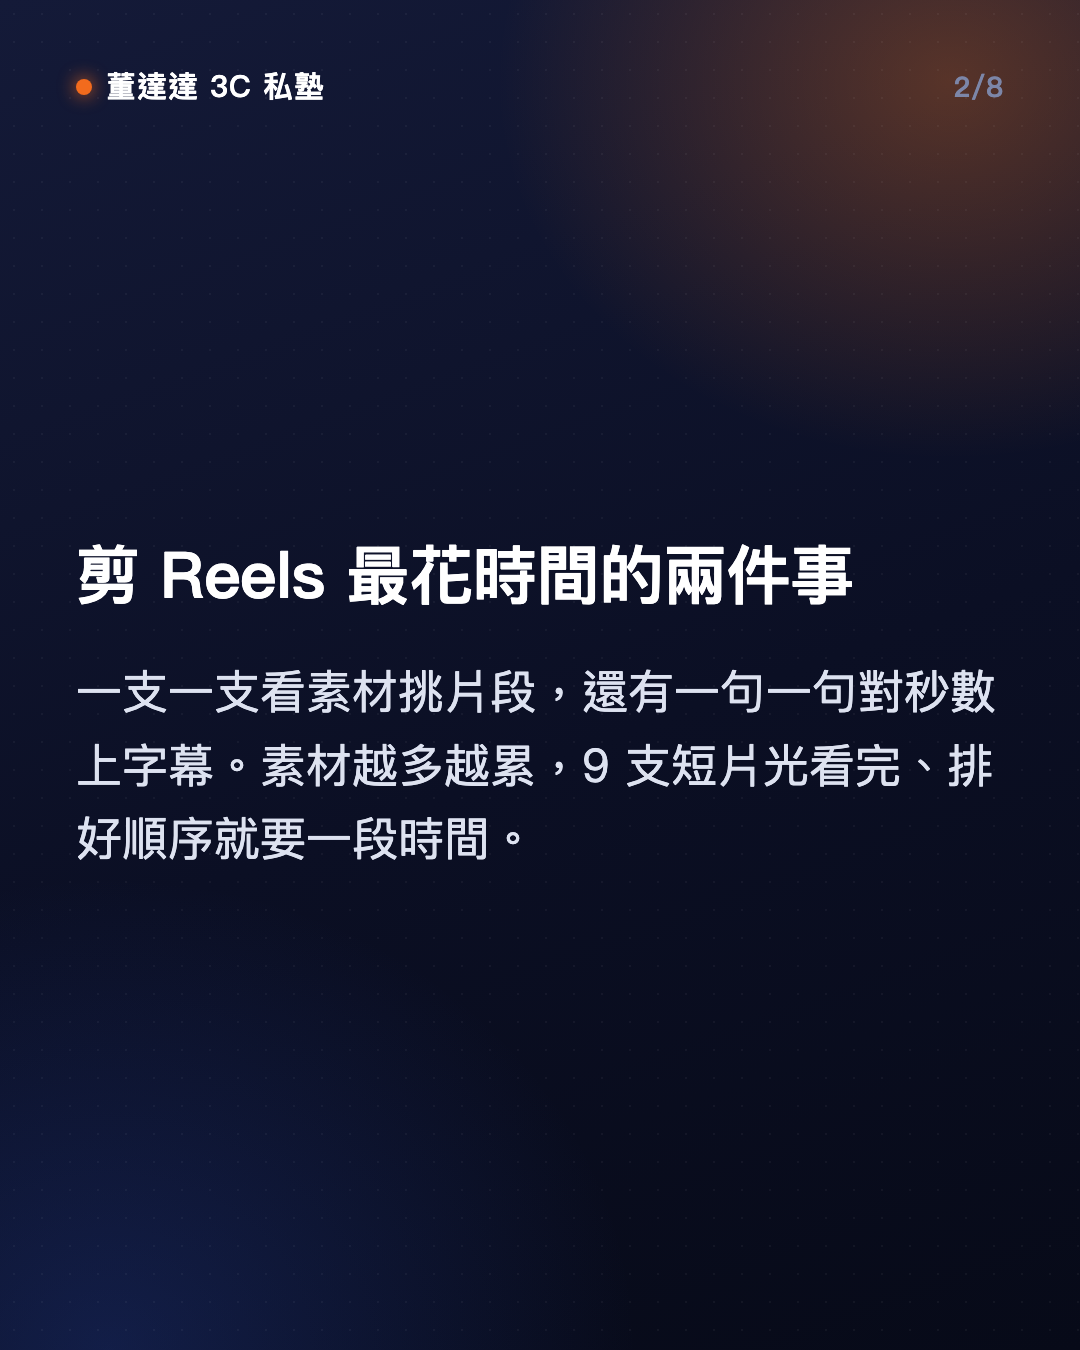 董達達 3C 私塾
2/8
剪 Reels 最花時間的兩件事
一支一支看素材挑片段，還有一句一句對秒數
上字幕。素材越多越累，9 支短片光看完、排
好順序就要一段時間。